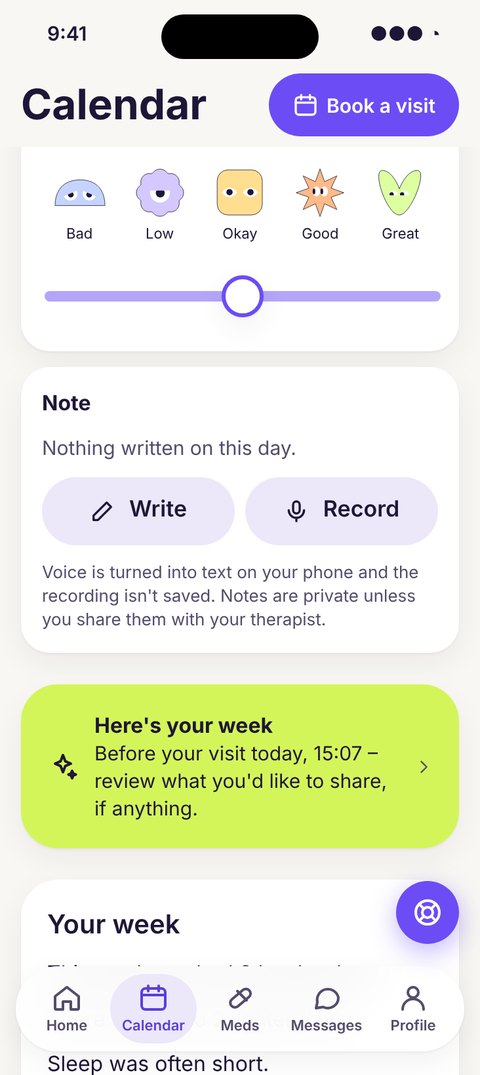 9:41
Calendar
Book a visit
Bad
Low
Okay
Good
Great
Note
Nothing written on this day.
Write
Record
Voice is turned into text on your phone and the
recording isn't saved. Notes are private unless
you share them with your therapist.
Here's your week
Before your visit today, 15:07 –
review what you'd like to share,
if anything.
Your week
Home
Calendar
Meds
Messages
Profile
Sleep was often short.